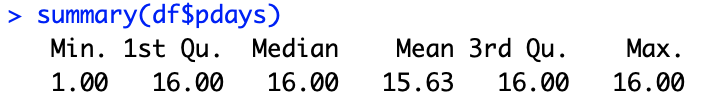 > summary(df$pdays)
Min. 1st Qu. Median Mean 3rd Qu. Max.
1.00 16.00 16.00 15.63 16.00 16.00